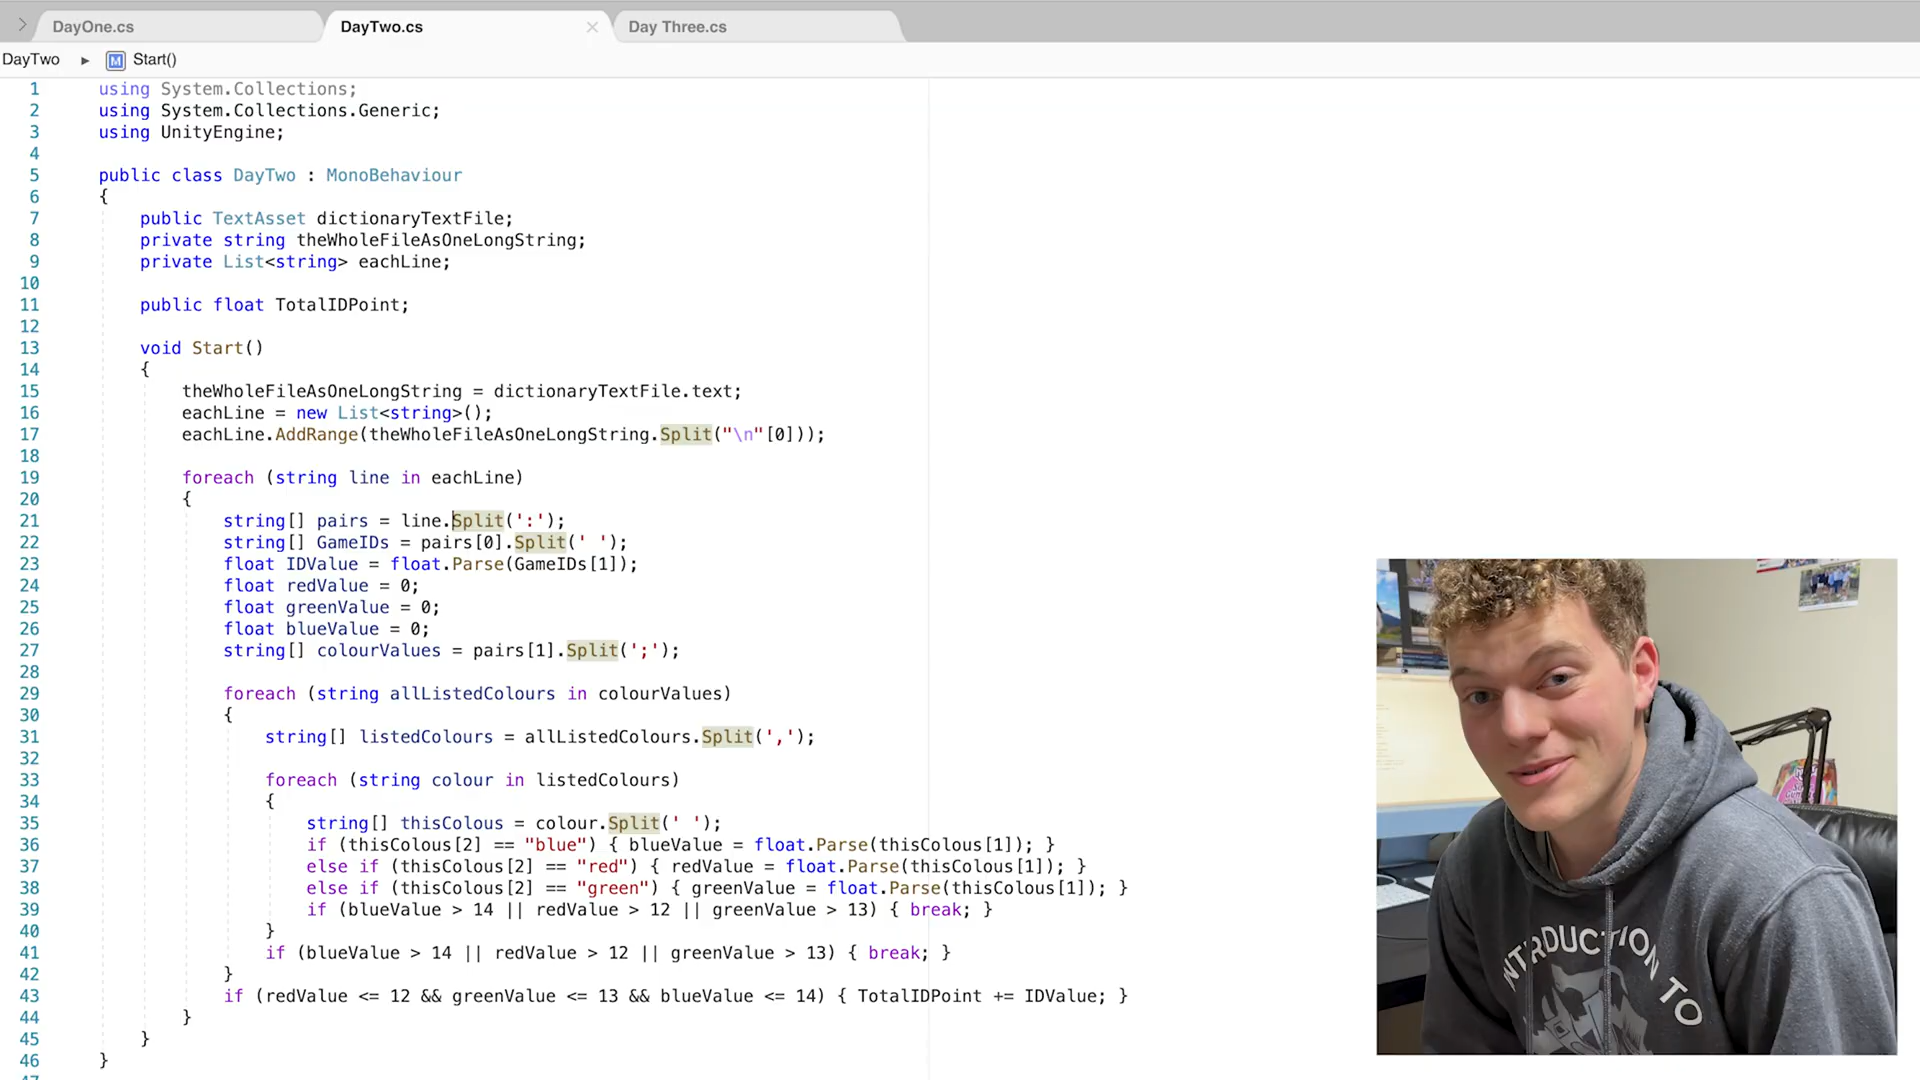 DayOne.cs
DayTwo.cs
Day Three.cs
DayTwo ▸ M Start()
1 using System.Collections;
2 using System.Collections.Generic;
3 using UnityEngine;
4
5 public class DayTwo : MonoBehaviour
6 {
7 public TextAsset dictionaryTextFile;
8 private string theWholeFileAsOneLongString;
9 private List<string> eachLine;
10
11 public float TotalIDPoint;
12
13 void Start()
14 {
15 theWholeFileAsOneLongString = dictionaryTextFile.text;
16 eachLine = new List<string>();
17 eachLine.AddRange(theWholeFileAsOneLongString.Split("\n"[0]));
18
19 foreach (string line in eachLine)
20 {
21 string[] pairs = line.Split(':');
22 string[] GameIDs = pairs[0].Split(' ');
23 float IDValue = float.Parse(GameIDs[1]);
24 float redValue = 0;
25 float greenValue = 0;
26 float blueValue = 0;
27 string[] colourValues = pairs[1].Split(';');
28
29 foreach (string allListedColours in colourValues)
30 {
31 string[] listedColours = allListedColours.Split(',');
32
33 foreach (string colour in listedColours)
34 {
35 string[] thisColous = colour.Split(' ');
36 if (thisColous[2] == "blue") { blueValue = float.Parse(thisColous[1]); }
37 else if (thisColous[2] == "red") { redValue = float.Parse(thisColous[1]); }
38 else if (thisColous[2] == "green") { greenValue = float.Parse(thisColous[1]); }
39 if (blueValue > 14 || redValue > 12 || greenValue > 13) { break; }
40 }
41 if (blueValue > 14 || redValue > 12 || greenValue > 13) { break; }
42 }
43 if (redValue <= 12 && greenValue <= 13 && blueValue <= 14) { TotalIDPoint += IDValue; }
44 }
45 }
46 }
INTRODUCTION TO